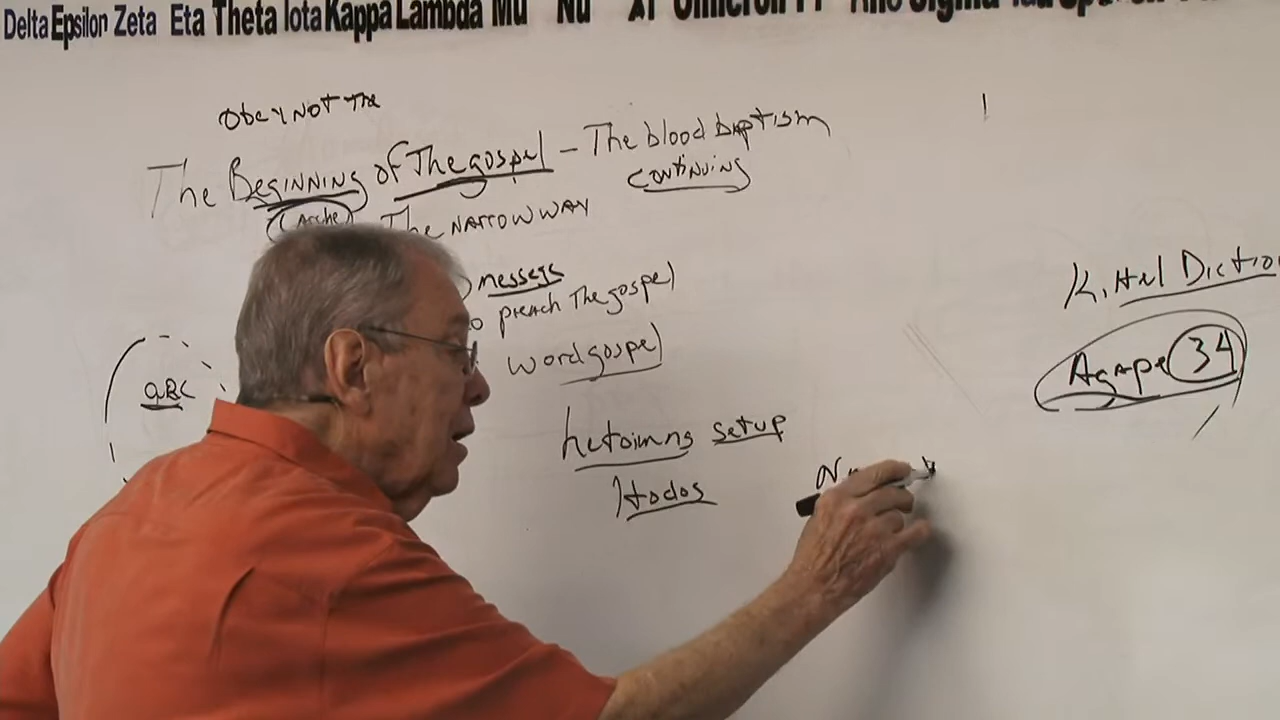 Delta Epsilon Zeta Eta Theta Iota Kappa Lambda Mu Nu Xi Omicron Pi Rho Sigma Tau
Obey Not The
The Beginning of The gospel - The blood baptism
continuing
(Arche)
The Narrow way
messegs
to preach The gospel)
word gospel)
aBC
hetoimns setup
Hodos
Kittel Dictio
Agape 34